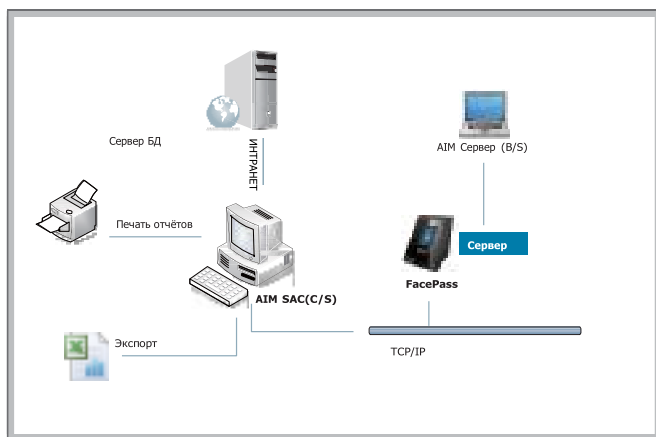 Сервер БД
ИНТРАНЕТ
AIM Сервер (B/S)
Печать отчётов
Сервер
FacePass
AIM SAC(C/S)
Экспорт
TCP/IP